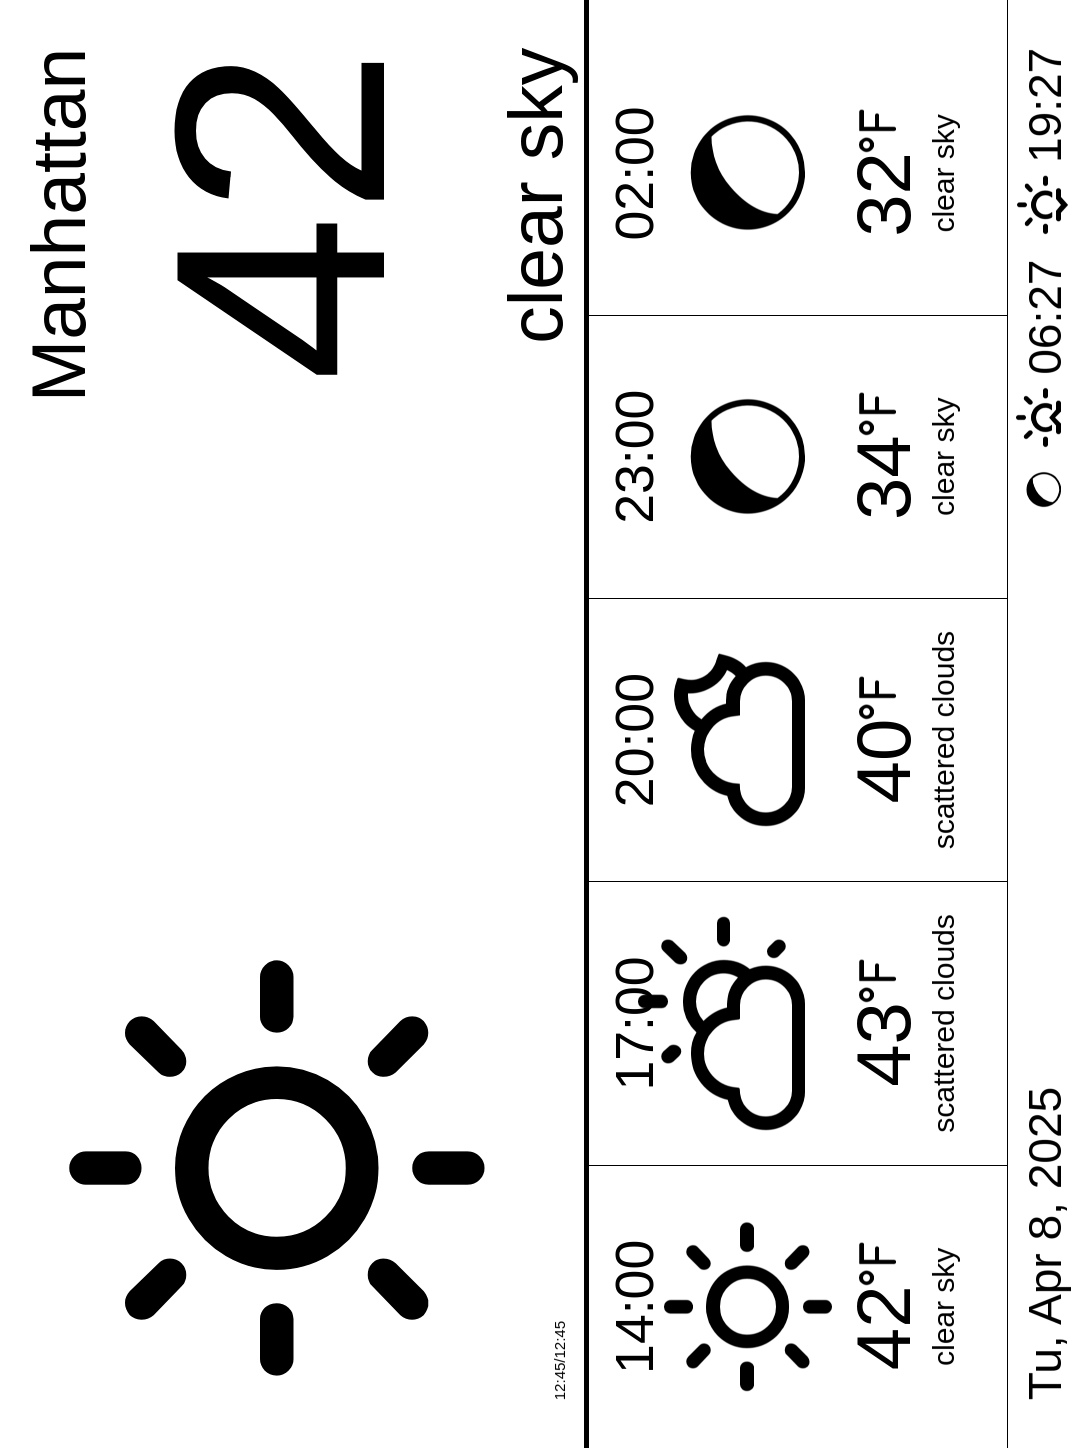 Manhattan
42
clear sky
12:45/12:45
14:00
42°F
clear sky
17:00
43°F
scattered clouds
20:00
40°F
scattered clouds
23:00
34°F
clear sky
02:00
32°F
clear sky
Tu, Apr 8, 2025
06:27
19:27